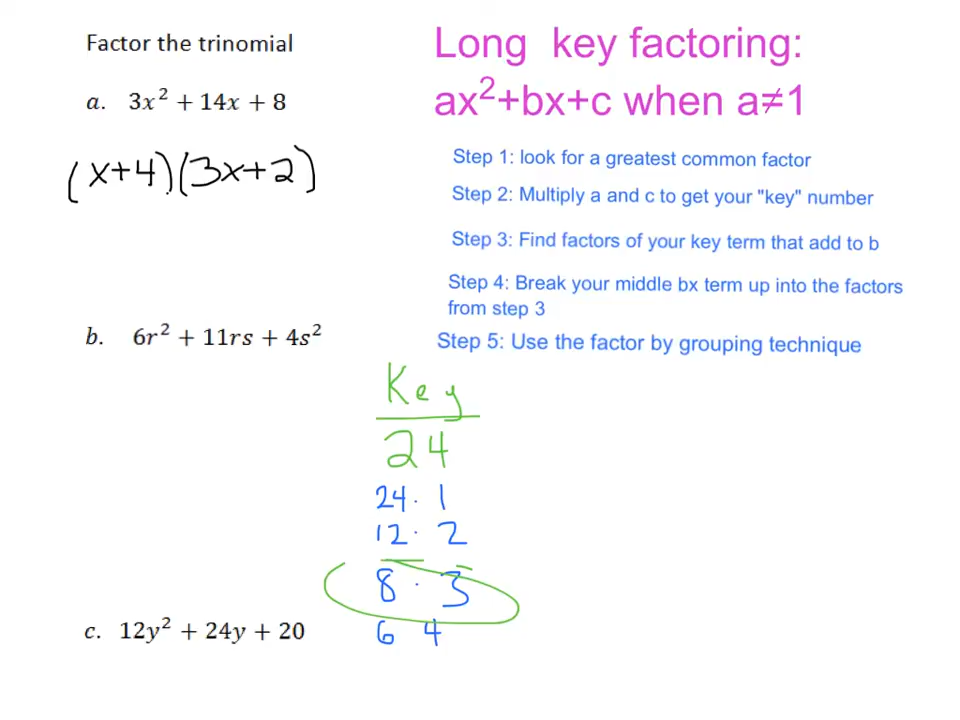 Factor the trinomial
a. 3x² + 14x + 8
(x+4)(3x+2)
b. 6r² + 11rs + 4s²
c. 12y² + 24y + 20
Long key factoring:
ax²+bx+c when a≠1
Step 1: look for a greatest common factor
Step 2: Multiply a and c to get your "key" number
Step 3: Find factors of your key term that add to b
Step 4: Break your middle bx term up into the factors
from step 3
Step 5: Use the factor by grouping technique
Key
24
24 · 1
12 · 2
8 · 3
6 4